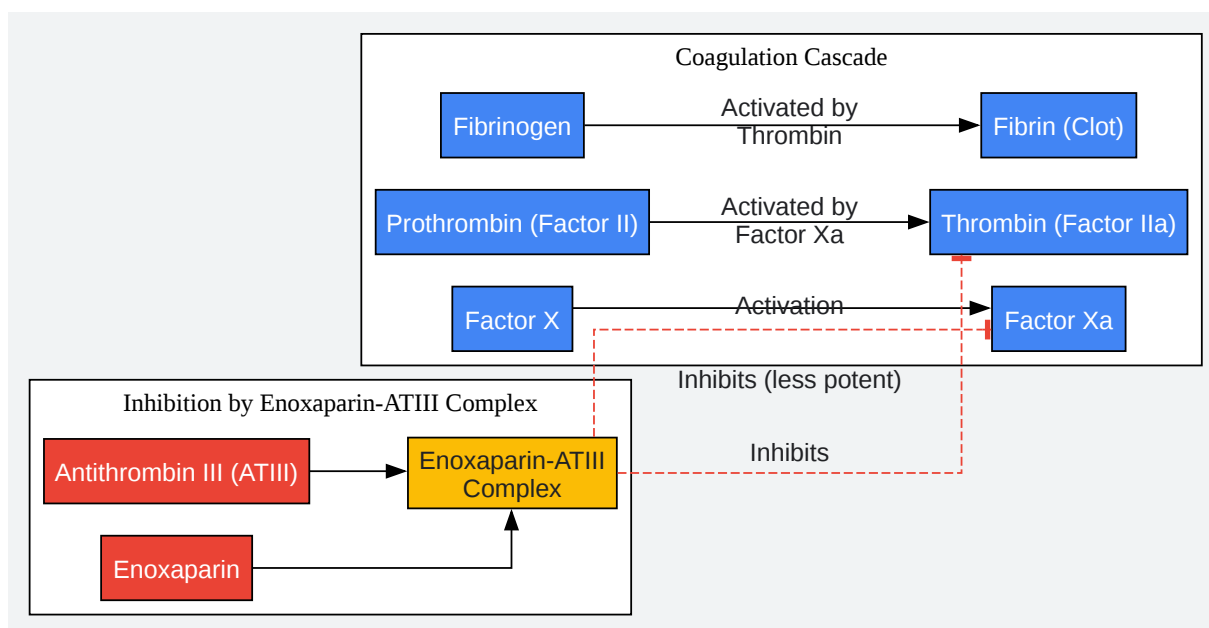 Coagulation Cascade
Fibrinogen
Activated by
Thrombin
Fibrin (Clot)
Prothrombin (Factor II)
Activated by
Factor Xa
Thrombin (Factor IIa)
Factor X
Activation
Factor Xa
Inhibits (less potent)
Inhibition by Enoxaparin-ATIII Complex
Antithrombin III (ATIII)
Enoxaparin-ATIII
Complex
Inhibits
Enoxaparin